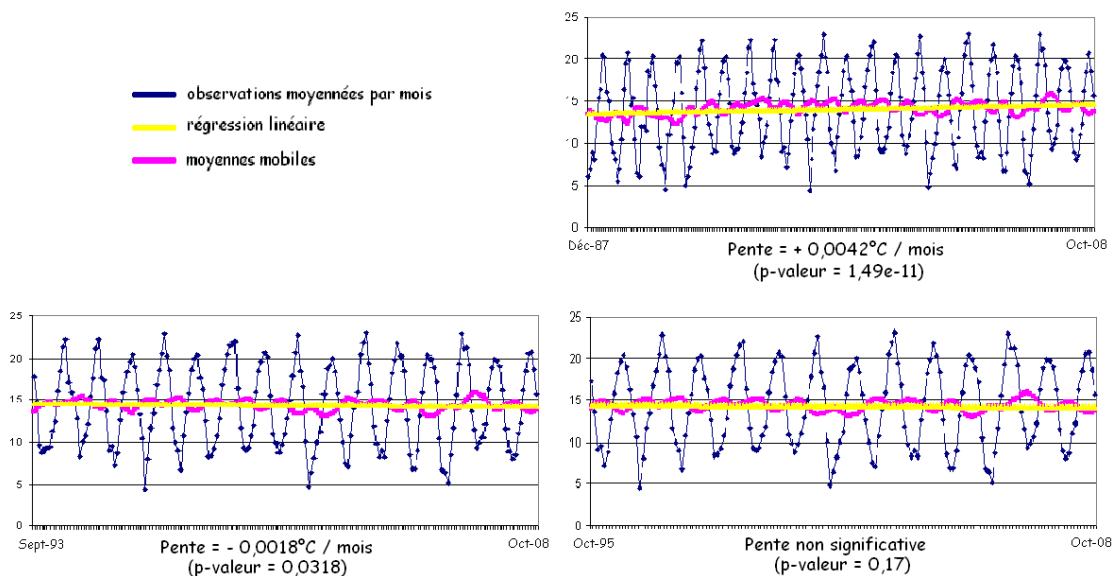 observations moyennées par mois
régression linéaire
moyennes mobiles
25
20
15
10
5
0
Déc-87
Oct-08
Pente = + 0,0042°C / mois
(p-valeur = 1,49e-11)
25
20
15
10
5
0
Sept-93
Oct-08
Pente = - 0,0018°C / mois
(p-valeur = 0,0318)
25
20
15
10
5
0
Oct-95
Oct-08
Pente non significative
(p-valeur = 0,17)